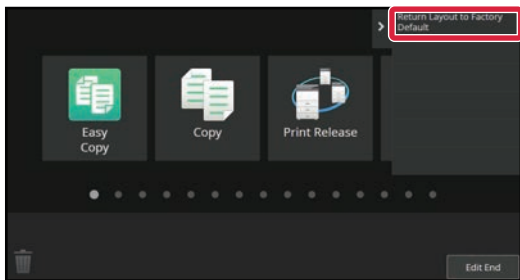 Return Layout to Factory
Default
Easy
Copy
Copy
Print Release
Edit End